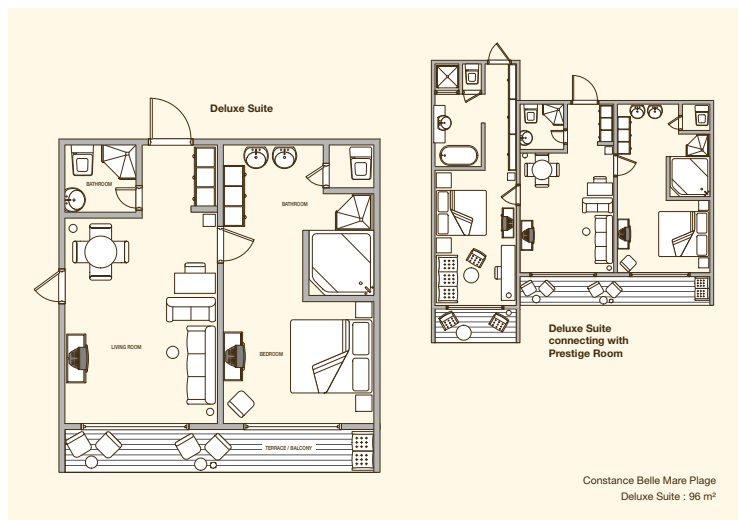 Deluxe Suite
BATHROOM
BATHROOM
LIVING ROOM
BEDROOM
TERRACE / BALCONY
Deluxe Suite
connecting with
Prestige Room
Constance Belle Mare Plage
Deluxe Suite : 96 m²